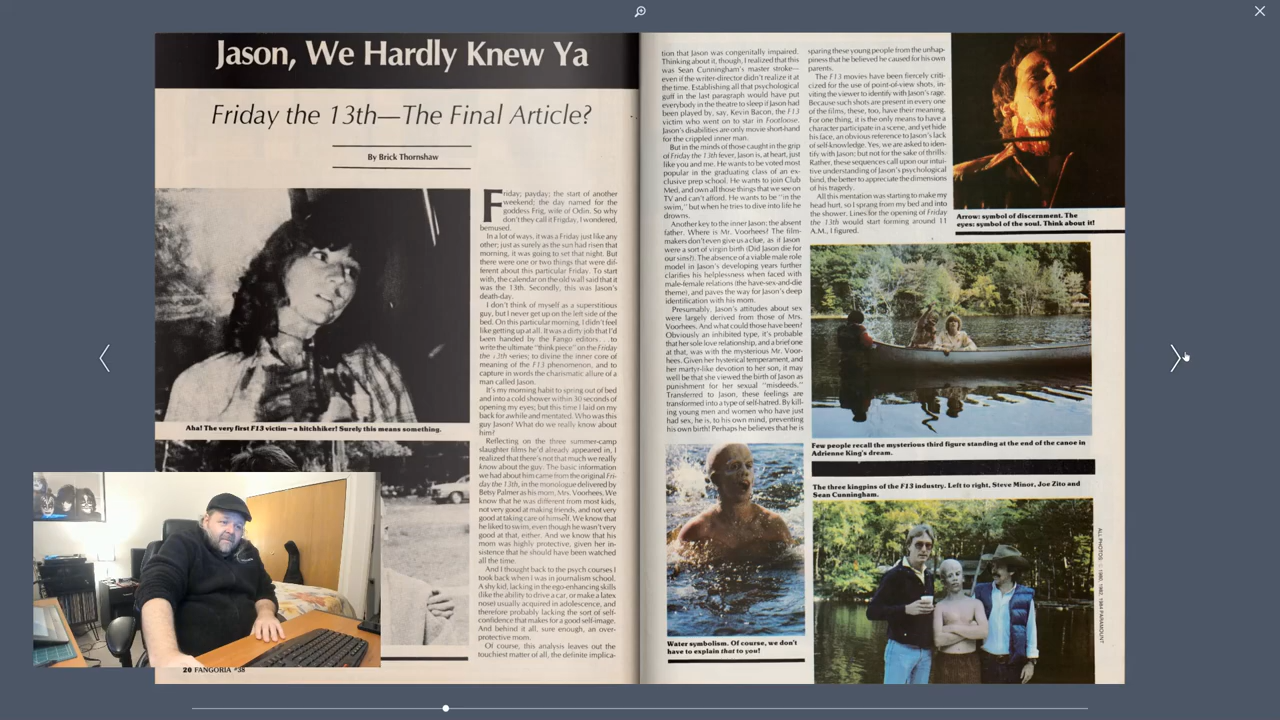 Jason, We Hardly Knew Ya
Friday the 13th—The Final Article?
By Brick Thornshaw
Aha! The very first F13 victim—a hitchhiker! Surely this means something.
Friday; payday; the start of another
weekend; the day named for the
goddess Frig, wife of Odin. So why
don't they call it Frigday, I wondered,
bemused.
In a lot of ways, it was a Friday just like any
other; just as surely as the sun had risen that
morning, it was going to set that night. But
there were one or two things that were dif-
ferent about this particular Friday. To start
with, the calendar on the old wall said that it
was the 13th. Secondly, this was Jason's
death-day.
I don't think of myself as a superstitious
guy, but I never get up on the left side of the
bed. On this particular morning, I didn't feel
like getting up at all. It was a dirty job that I'd
been handed by the Fango editors . . . to
write the ultimate "think piece" on the Friday
the 13th series; to divine the inner core of
meaning of the F13 phenomenon, and to
capture in words the charismatic allure of a
man called Jason.
It's my morning habit to spring out of bed
and into a cold shower within 30 seconds of
opening my eyes; but this time I laid on my
back for awhile and mentated. Who was this
guy Jason? What do we really know about
him?
Reflecting on the three summer-camp
slaughter films he'd already appeared in, I
realized that there's not that much we really
know about the guy. The basic information
we had about him came from the original Fri-
day the 13th, in the monologue delivered by
Betsy Palmer as his mom, Mrs. Voorhees. We
know that he was different from most kids,
not very good at making friends, and not very
good at taking care of himself. We know that
he liked to swim, even though he wasn't very
good at that, either. And we know that his
mom was highly protective, given her in-
sistence that he should have been watched
all the time.
And I thought back to the psych courses I
took back when I was in journalism school.
A shy kid, lacking in the ego-enhancing skills
(like the ability to drive a car, or make a latex
nose) usually acquired in adolescence, and
therefore probably lacking the sort of self-
confidence that makes for a good self-image.
And behind it all, sure enough, an over-
protective mom.
Of course, this analysis leaves out the
touchiest matter of all, the definite implica-
20 FANGORIA #38
tion that Jason was congenitally impaired.
Thinking about it, though, I realized that this
was Sean Cunningham's master stroke—
even if the writer-director didn't realize it at
the time. Establishing all that psychological
guff in the last paragraph would have put
everybody in the theatre to sleep if Jason had
been played by, say, Kevin Bacon, the F13
victim who went on to star in Footloose.
Jason's disabilities are only movie short-hand
for the crippled inner man.
But in the minds of those caught in the grip
of Friday the 13th fever, Jason is, at heart, just
like you and me. He wants to be voted most
popular in the graduating class of an ex-
clusive prep school. He wants to join Club
Med, and own all those things that we see on
TV and can't afford. He wants to be "in the
swim," but when he tries to dive into life he
drowns.
Another key to the inner Jason: the absent
father. Where is Mr. Voorhees? The film-
makers don't even give us a clue, as if Jason
were a sort of virgin birth (Did Jason die for
our sins?). The absence of a viable male role
model in Jason's developing years further
clarifies his helplessness when faced with
male-female relations (the have-sex-and-die
theme), and paves the way for Jason's deep
identification with his mom.
Presumably, Jason's attitudes about sex
were largely derived from those of Mrs.
Voorhees. And what could those have been?
Obviously an inhibited type, it's probable
that her sole love relationship, and a brief one
at that, was with the mysterious Mr. Voor-
hees. Given her hysterical temperament, and
her martyr-like devotion to her son, it may
well be that she viewed the birth of Jason as
punishment for her sexual "misdeeds."
Transferred to Jason, these feelings are
transformed into a type of self-hatred. By kill-
ing young men and women who have just
had sex, he is, to his own mind, preventing
his own birth! Perhaps he believes that he is
Water symbolism. Of course, we don't
have to explain that to you!
sparing these young people from the unhap-
piness that he believed he caused for his own
parents.
The F13 movies have been fiercely criti-
cized for the use of point-of-view shots, in-
viting the viewer to identify with Jason's rage.
Because such shots are present in every one
of the films, these, too, have their meaning.
For one thing, it is the only means to have a
character participate in a scene, and yet hide
his face, an obvious reference to Jason's lack
of self-knowledge. Yes, we are asked to iden-
tify with Jason; but not for the sake of thrills.
Rather, these sequences call upon our intui-
tive understanding of Jason's psychological
bind, the better to appreciate the dimensions
of his tragedy.
All this mentation was starting to make my
head hurt, so I sprang from my bed and into
the shower. Lines for the opening of Friday
the 13th would start forming around 11
A.M., I figured.
Arrow: symbol of discernment. The
eyes: symbol of the soul. Think about it!
Few people recall the mysterious third figure standing at the end of the canoe in
Adrienne King's dream.
The three kingpins of the F13 industry. Left to right, Steve Minor, Joe Zito and
Sean Cunningham.
ALL PHOTOS: © 1980, 1982, 1984 PARAMOUNT